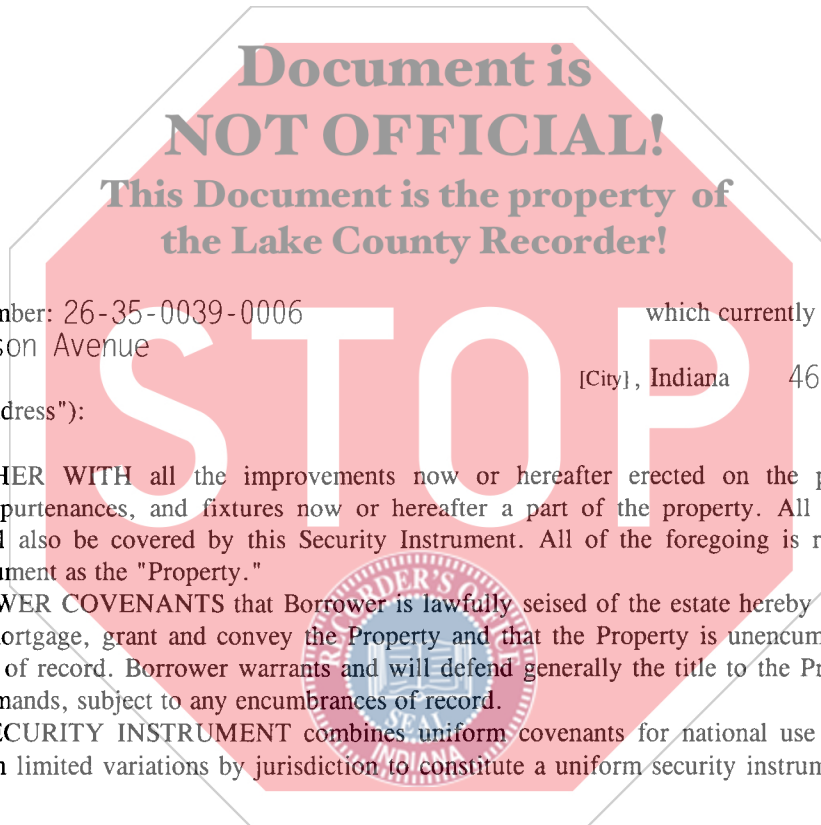 Document is
NOT OFFICIAL!
This Document is the property of
the Lake County Recorder!
mber: 26-35-0039-0006 which currently
son Avenue
[City], Indiana 46
dress"):
STOP
HER WITH all the improvements now or hereafter erected on the p
purtenances, and fixtures now or hereafter a part of the property. All
l also be covered by this Security Instrument. All of the foregoing is r
ument as the "Property."
WER COVENANTS that Borrower is lawfully seised of the estate hereby
ortgage, grant and convey the Property and that the Property is unencum
of record. Borrower warrants and will defend generally the title to the Pr
mands, subject to any encumbrances of record.
ECURITY INSTRUMENT combines uniform covenants for national use
n limited variations by jurisdiction to constitute a uniform security instrum
RECORDER'S OFFICE
SEAL
INDIANA